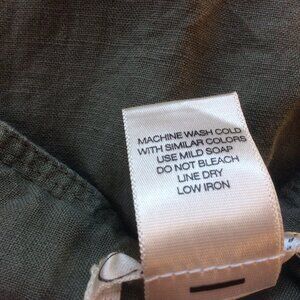 MACHINE WASH COLD
WITH SIMILAR COLORS
USE MILD SOAP
DO NOT BLEACH
LINE DRY
LOW IRON